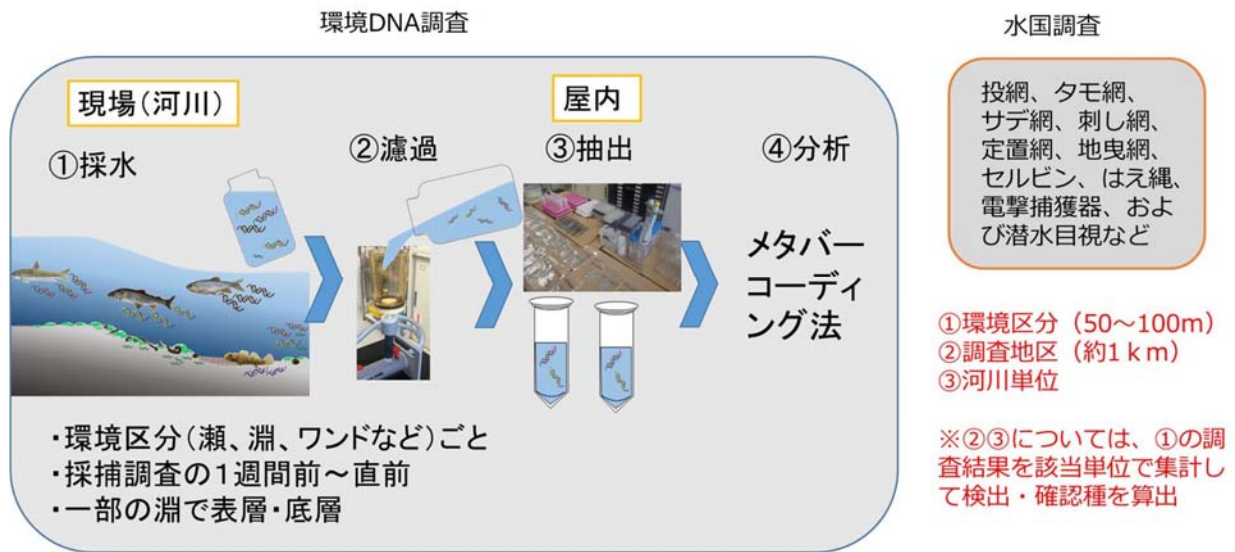 環境DNA調査
水国調査
現場(河川)
屋内
①採水
②濾過
③抽出
④分析
メタバー
コーディ
ング法
・環境区分(瀬、淵、ワンドなど)ごと
・採捕調査の1週間前~直前
・一部の淵で表層・底層
投網、タモ網、
サデ網、刺し網、
定置網、地曳網、
セルビン、はえ縄、
電撃捕獲器、およ
び潜水目視など
①環境区分(50~100m)
②調査地区(約1km)
③河川単位
※②③については、①の調
査結果を該当単位で集計し
て検出・確認種を算出